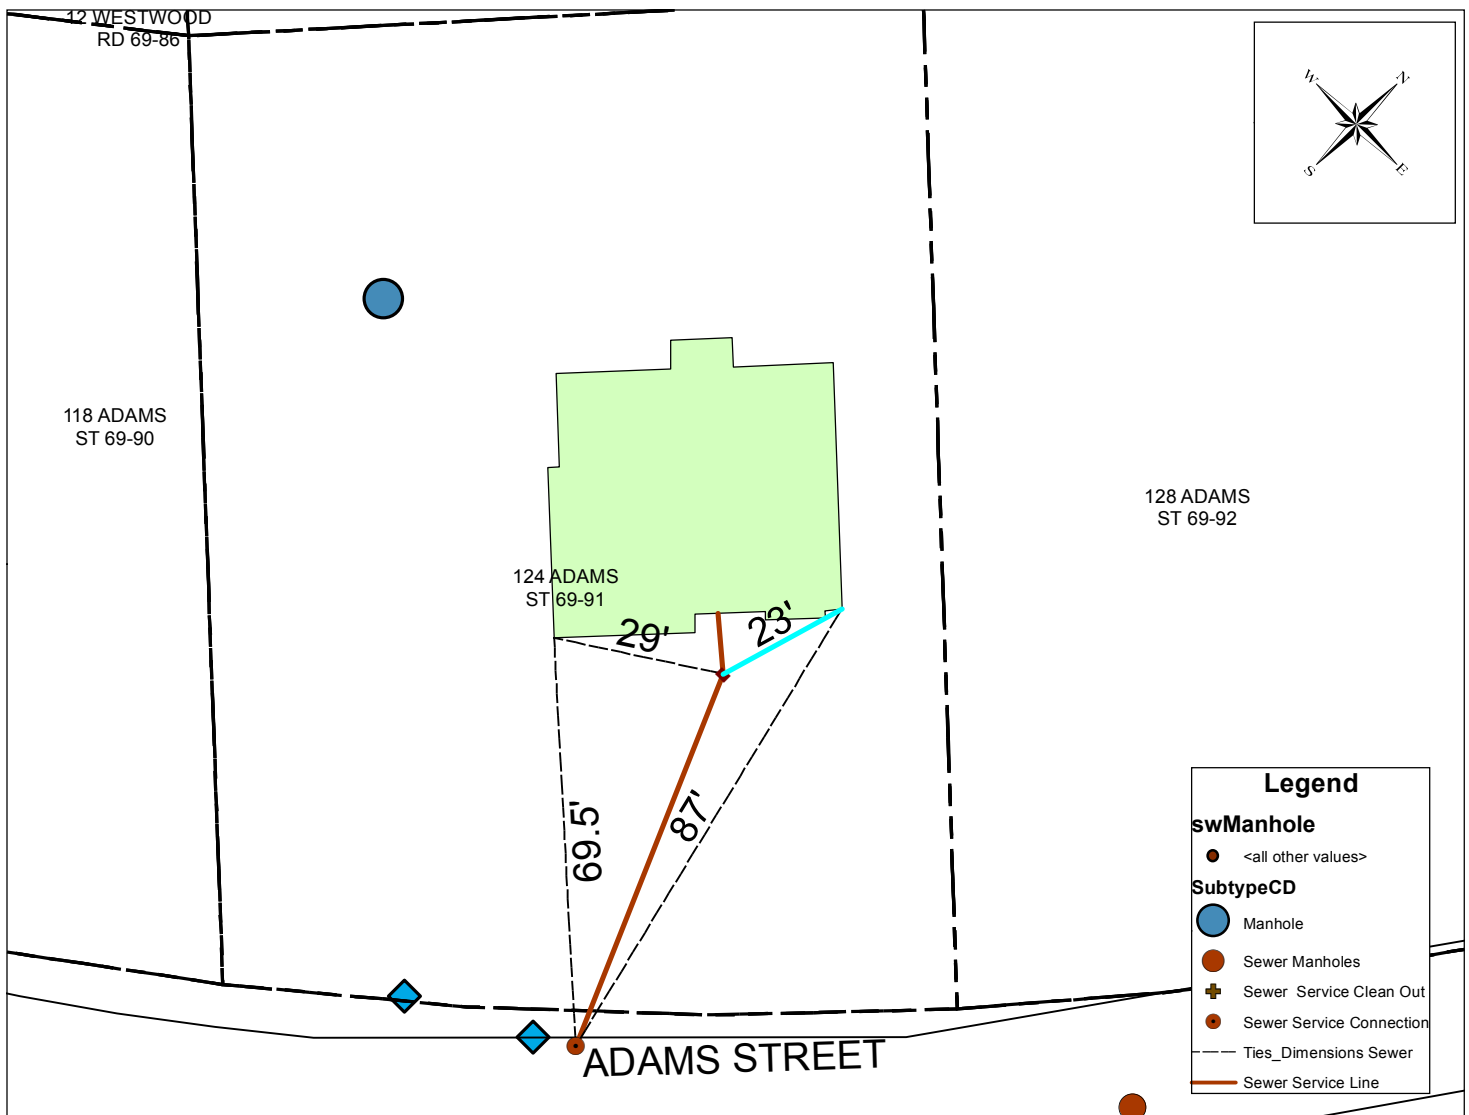 12 WESTWOOD
RD 69-86
W
N
S
E
118 ADAMS
ST 69-90
128 ADAMS
ST 69-92
124 ADAMS
ST 69-91
29'
23'
69.5'
87'
ADAMS STREET
Legend
swManhole
<all other values>
SubtypeCD
Manhole
Sewer Manholes
Sewer Service Clean Out
Sewer Service Connection
Ties_Dimensions Sewer
Sewer Service Line